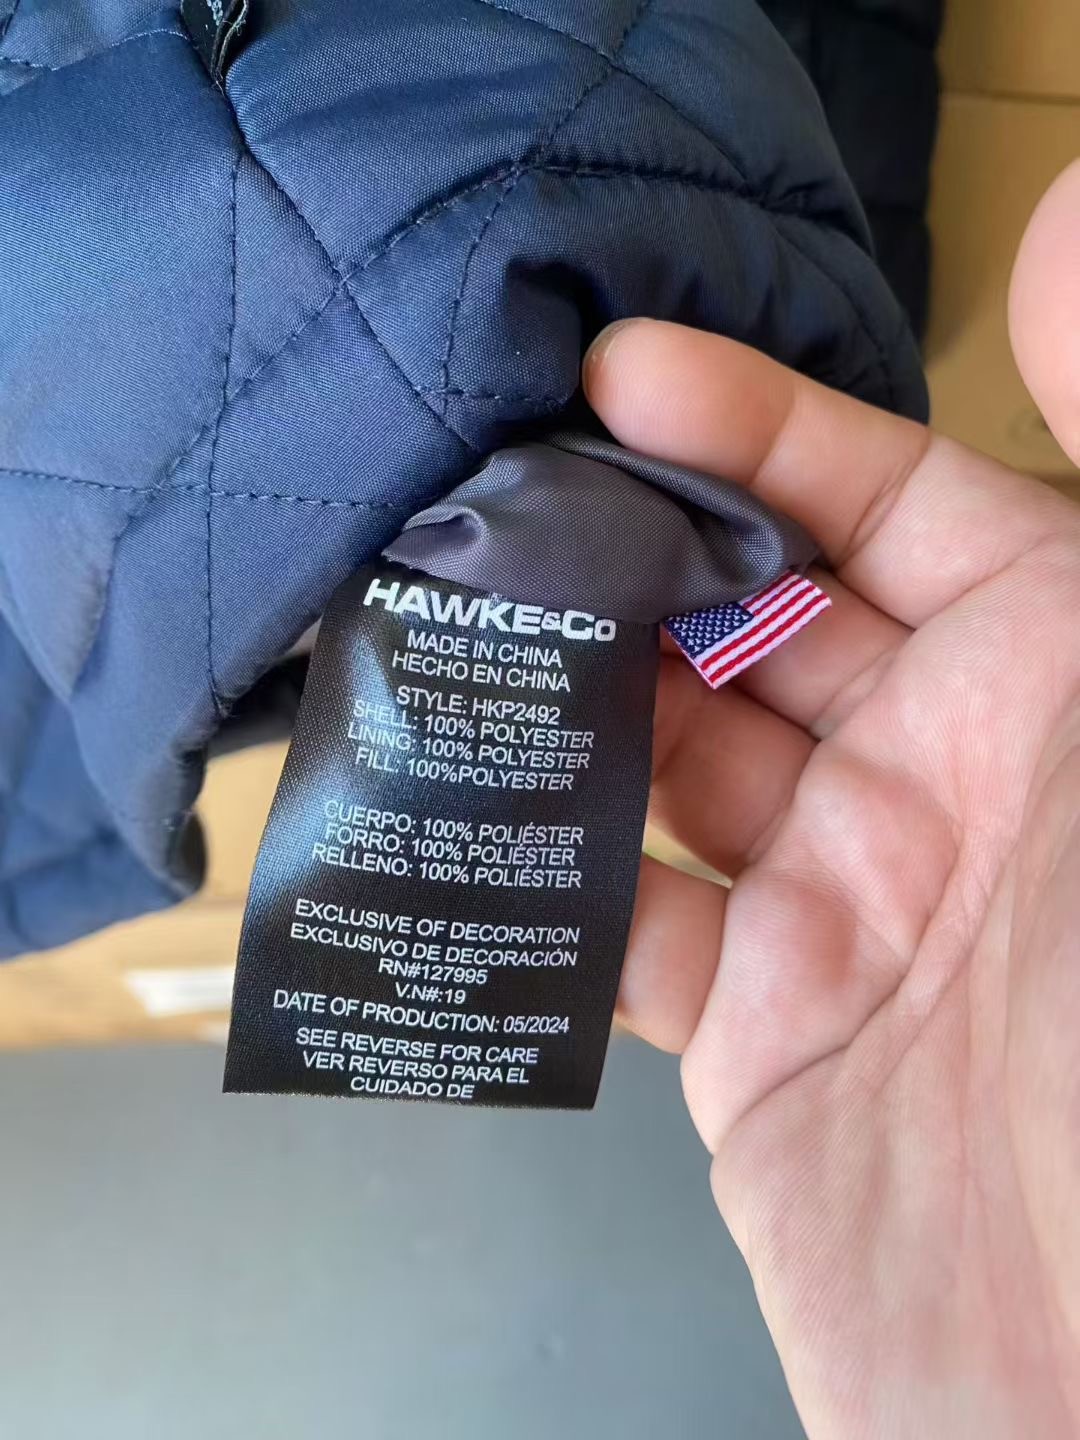 HAWKE&Co
MADE IN CHINA
HECHO EN CHINA
STYLE: HKP2492
SHELL: 100% POLYESTER
LINING: 100% POLYESTER
FILL: 100%POLYESTER
CUERPO: 100% POLIÉSTER
FORRO: 100% POLIÉSTER
RELLENO: 100% POLIÉSTER
EXCLUSIVE OF DECORATION
EXCLUSIVO DE DECORACIÓN
RN#127995
V.N#:19
DATE OF PRODUCTION: 05/2024
SEE REVERSE FOR CARE
VER REVERSO PARA EL
CUIDADO DE